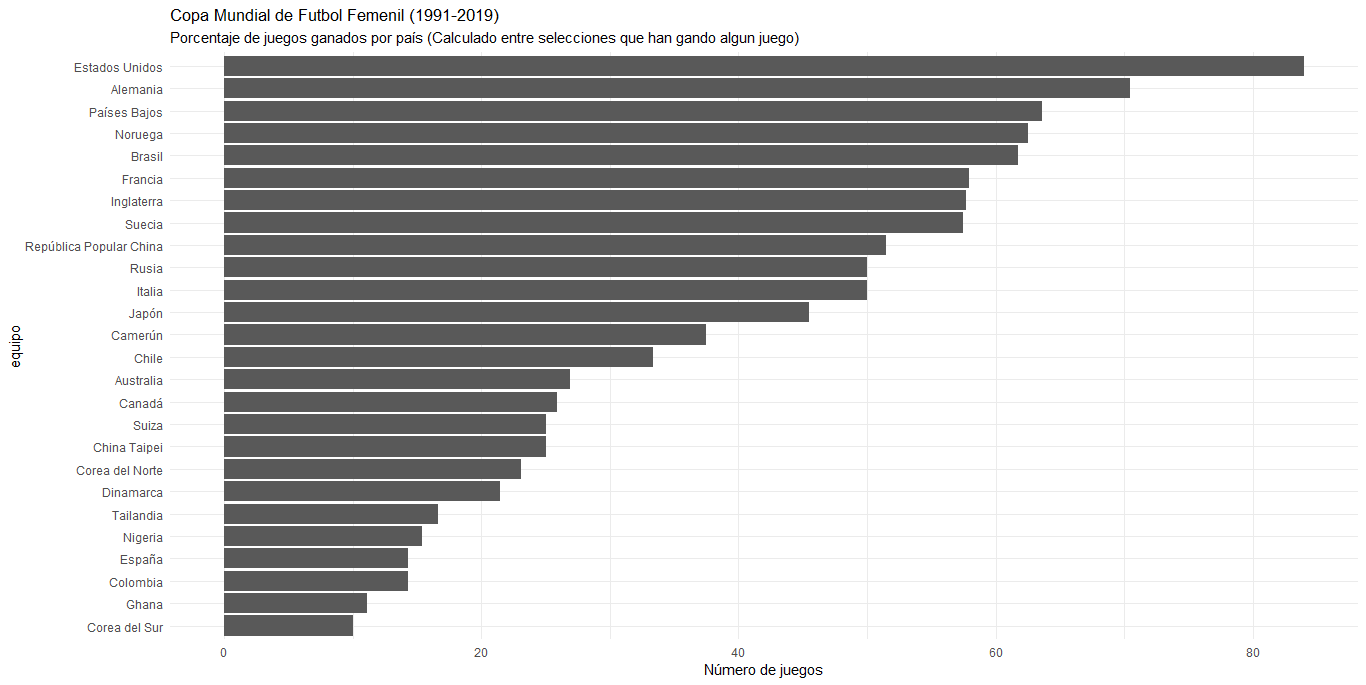 Copa Mundial de Futbol Femenil (1991-2019)
Porcentaje de juegos ganados por país (Calculado entre selecciones que han gando algun juego)
Estados Unidos
Alemania
Países Bajos
Noruega
Brasil
Francia
Inglaterra
Suecia
República Popular China
Rusia
Italia
Japón
Camerún
Chile
Australia
Canadá
Suiza
China Taipei
Corea del Norte
Dinamarca
Tailandia
Nigeria
España
Colombia
Ghana
Corea del Sur
equipo
0 20 40 60 80
Número de juegos